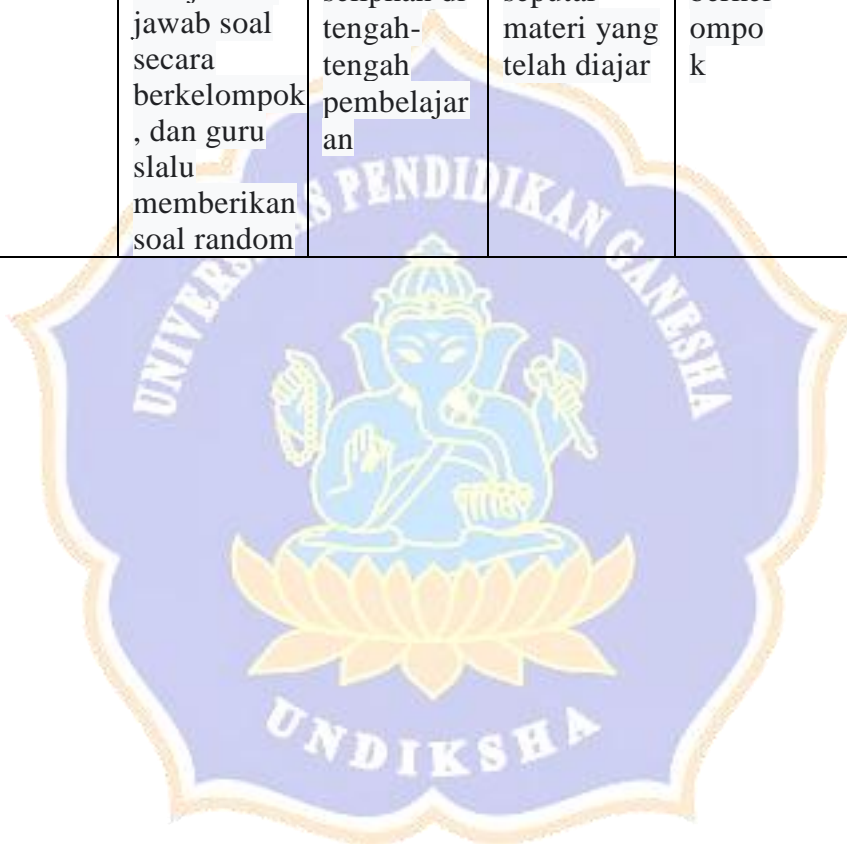 jawab soal
secara
berkelompok
, dan guru
slalu
memberikan
soal random
tengah-
tengah
pembelajar
an
materi yang
telah diajar
ompo
k
PENDIDIKAN GANESHA
UNDIKSHA